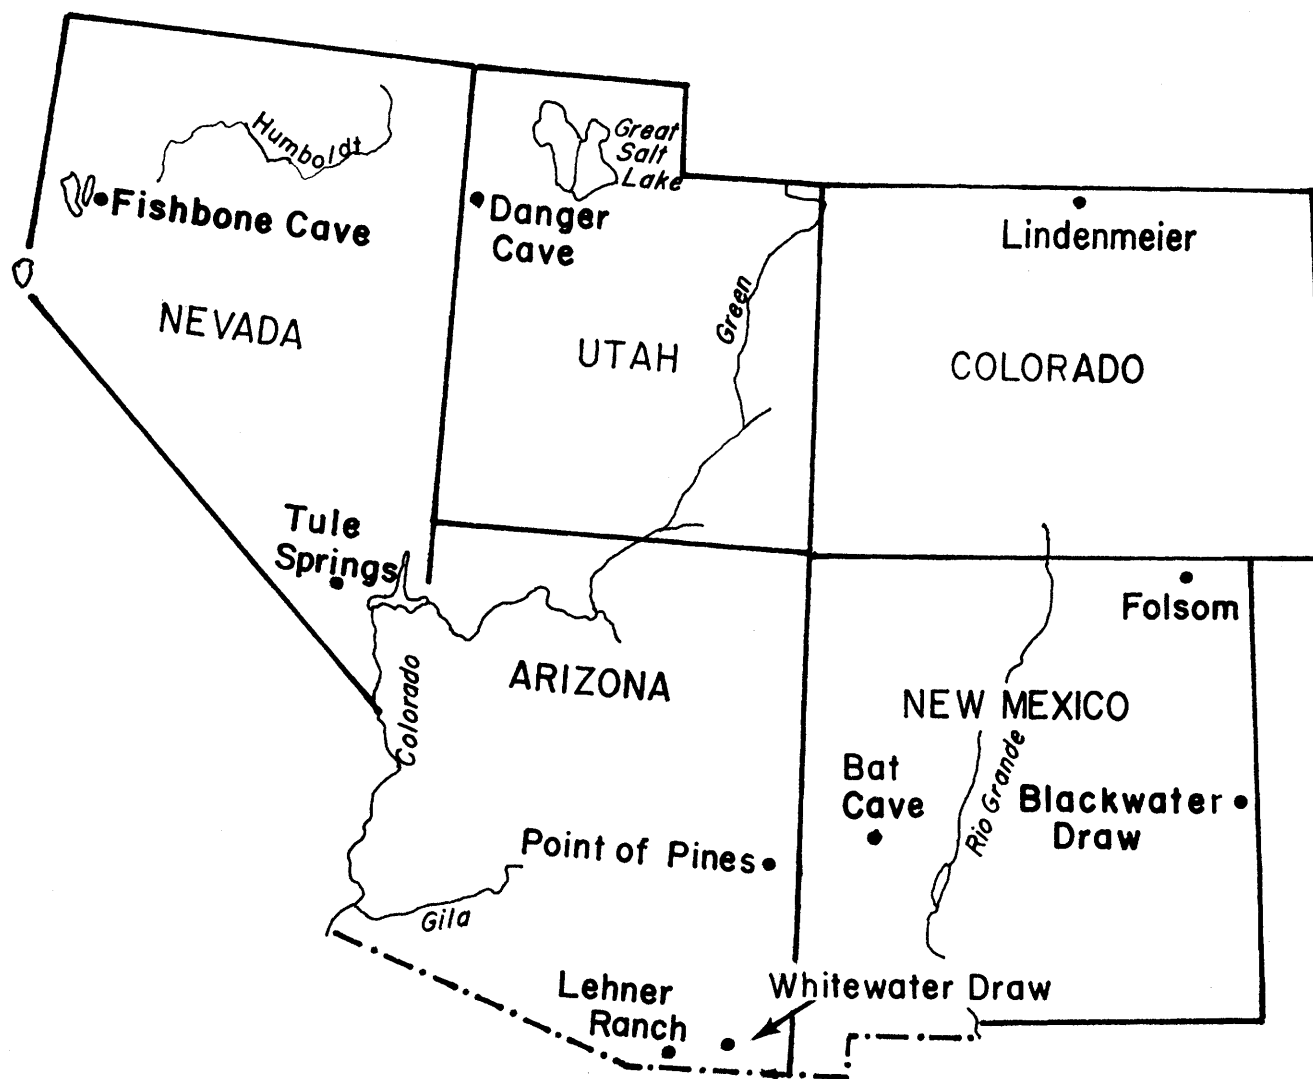 Humboldt
Great
Salt
Lake
Fishbone Cave
Danger
Cave
Lindenmeier
Green
NEVADA
UTAH
COLORADO
Tule
Springs
Folsom
Colorado
ARIZONA
NEW MEXICO
Rio Grande
Bat
Cave
Blackwater
Draw
Point of Pines
Gila
Lehner
Ranch
Whitewater Draw